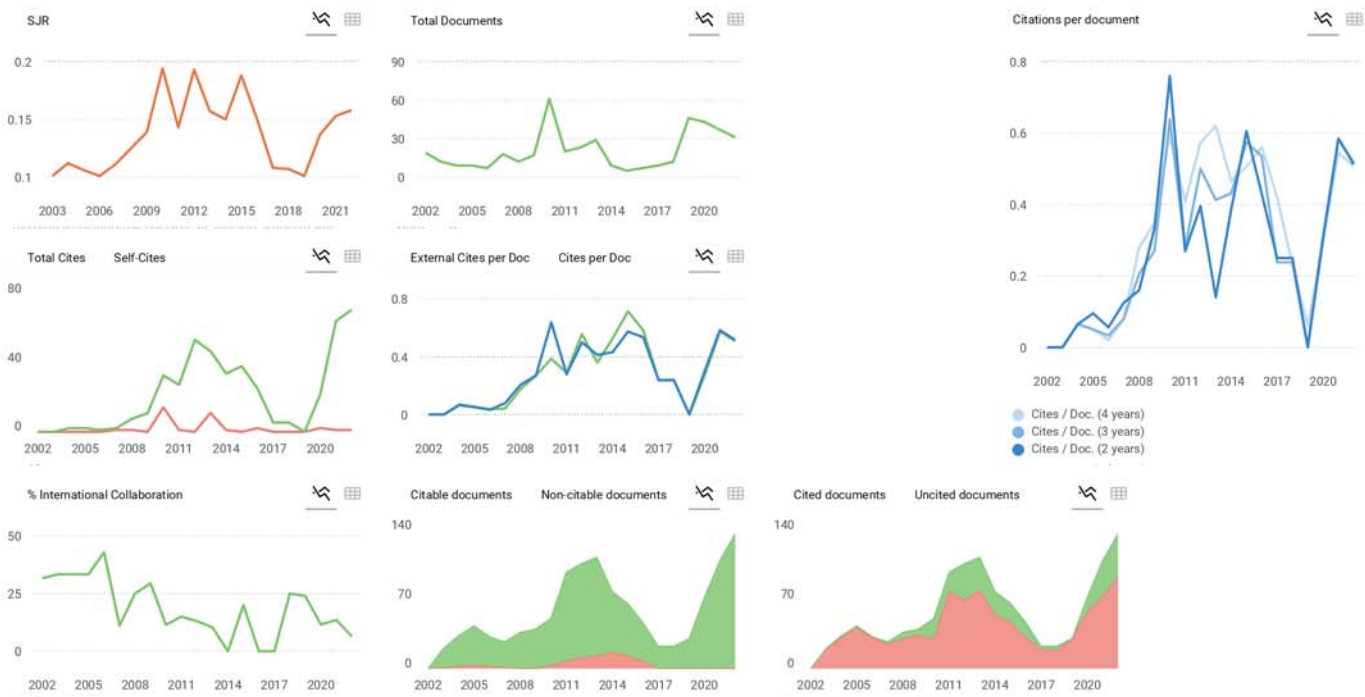 SJR
0.2
0.15
0.1
2003 2006 2009 2012 2015 2018 2021
Total Documents
90
60
30
0
2002 2005 2008 2011 2014 2017 2020
Citations per document
0.8
0.6
0.4
0.2
0
2002 2005 2008 2011 2014 2017 2020
Cites / Doc. (4 years)
Cites / Doc. (3 years)
Cites / Doc. (2 years)
Total Cites Self-Cites
80
40
0
2002 2005 2008 2011 2014 2017 2020
External Cites per Doc Cites per Doc
0.8
0.4
0
2002 2005 2008 2011 2014 2017 2020
% International Collaboration
50
25
0
2002 2005 2008 2011 2014 2017 2020
Citable documents Non-citable documents
140
70
0
2002 2005 2008 2011 2014 2017 2020
Cited documents Uncited documents
140
70
0
2002 2005 2008 2011 2014 2017 2020